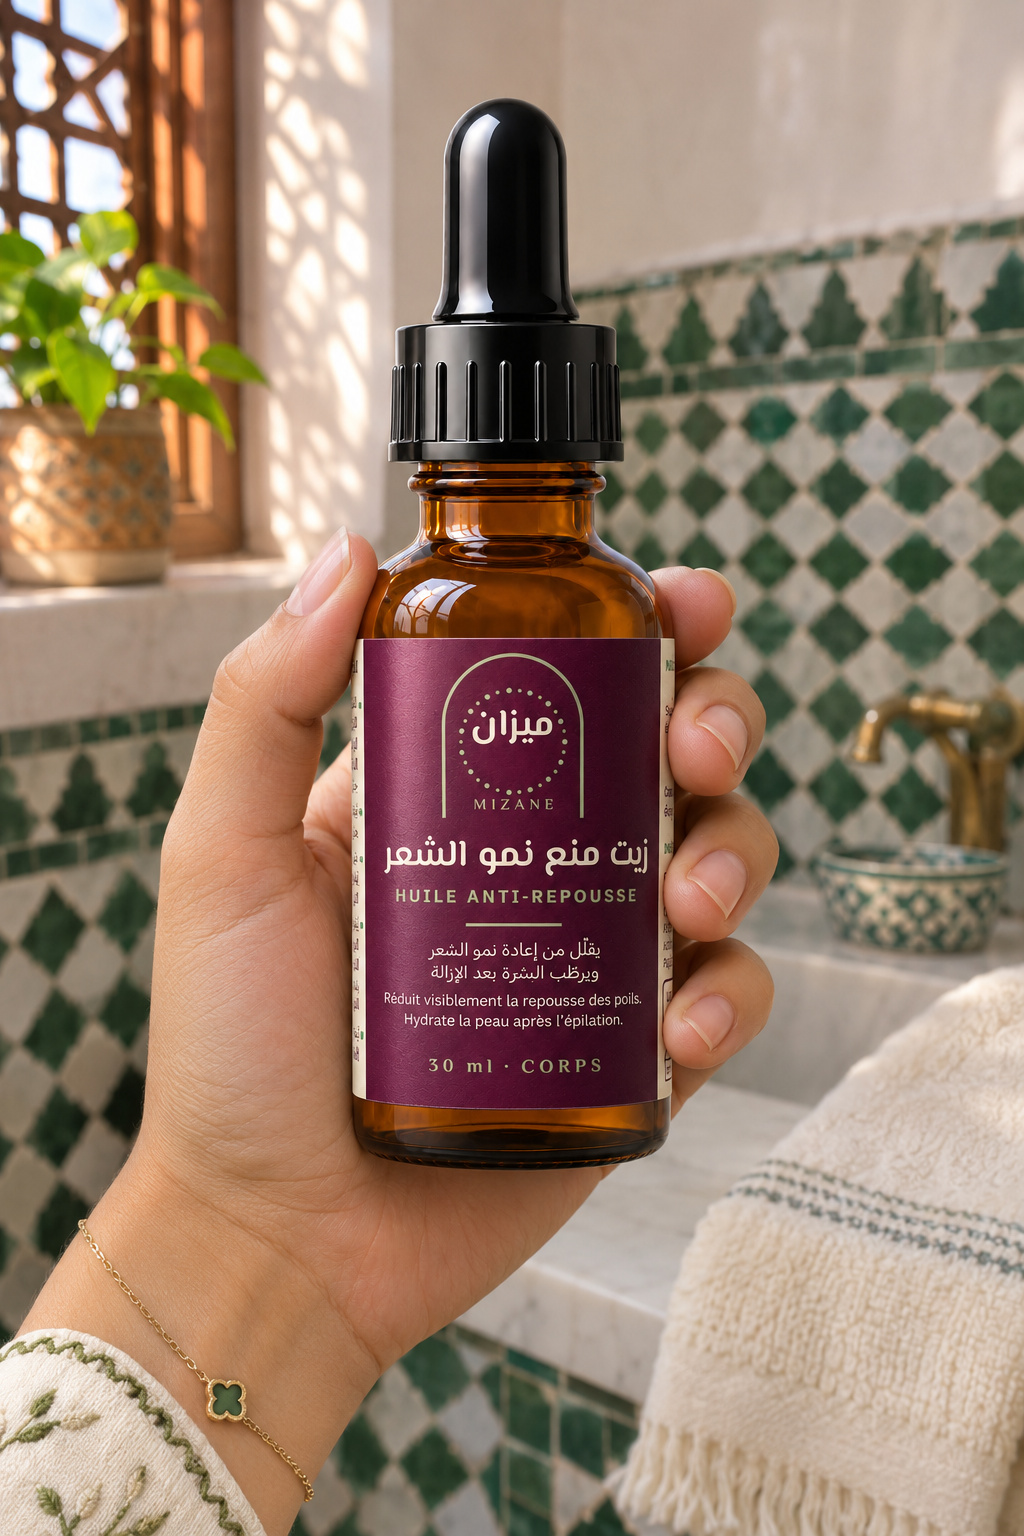 ميزان
MIZANE
زيت منع نمو الشعر
HUILE ANTI-REPOUSSE
يقلّل من إعادة نمو الشعر
ويرطّب البشرة بعد الإزالة
Réduit visiblement la repousse des poils.
Hydrate la peau après l'épilation.
30 ml · CORPS